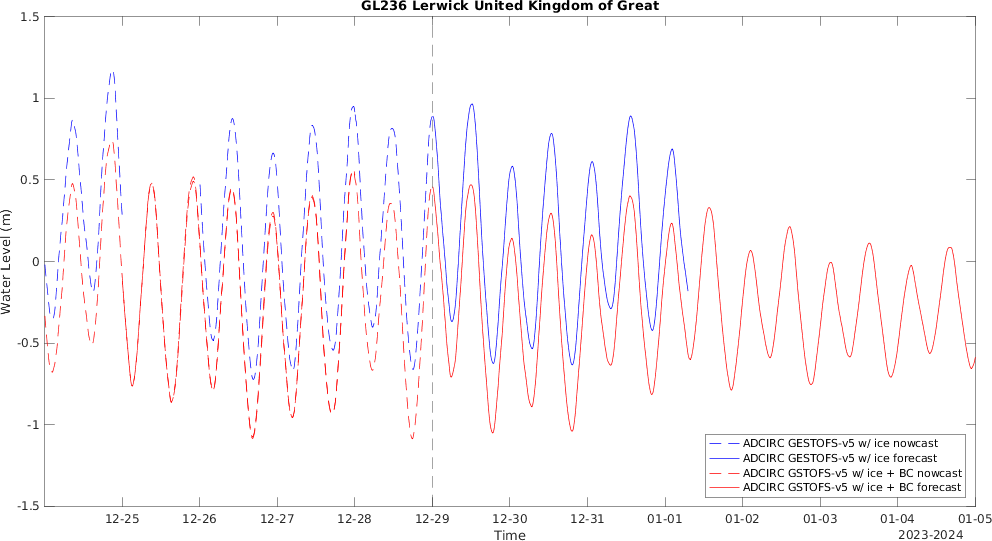 GL236 Lerwick United Kingdom of Great
1.5
1
0.5
0
-0.5
-1
-1.5
Water Level (m)
ADCIRC GESTOFS-v5 w/ ice nowcast
ADCIRC GESTOFS-v5 w/ ice forecast
ADCIRC GSTOFS-v5 w/ ice + BC nowcast
ADCIRC GSTOFS-v5 w/ ice + BC forecast
12-25 12-26 12-27 12-28 12-29 12-30 12-31 01-01 01-02 01-03 01-04 01-05
Time
2023-2024